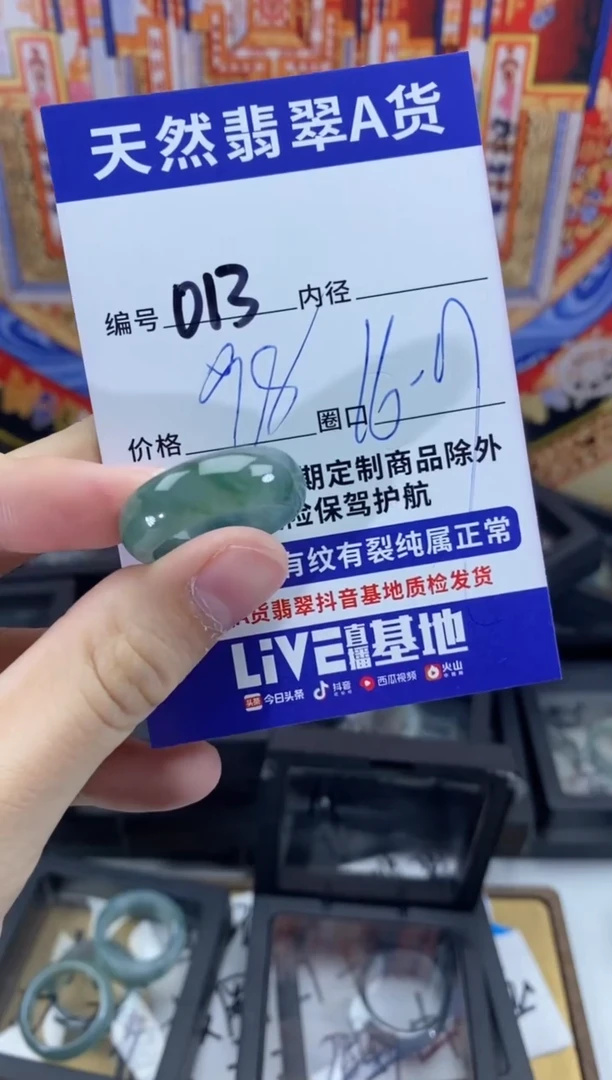 天然翡翠A货
编号 013 内径
价格 98 圈口 16.7
期定制商品除外
检保驾护航
有纹有裂纯属正常
A货翡翠抖音基地质检发货
LiVE直播基地
头条 今日头条 抖音 西瓜视频 火山